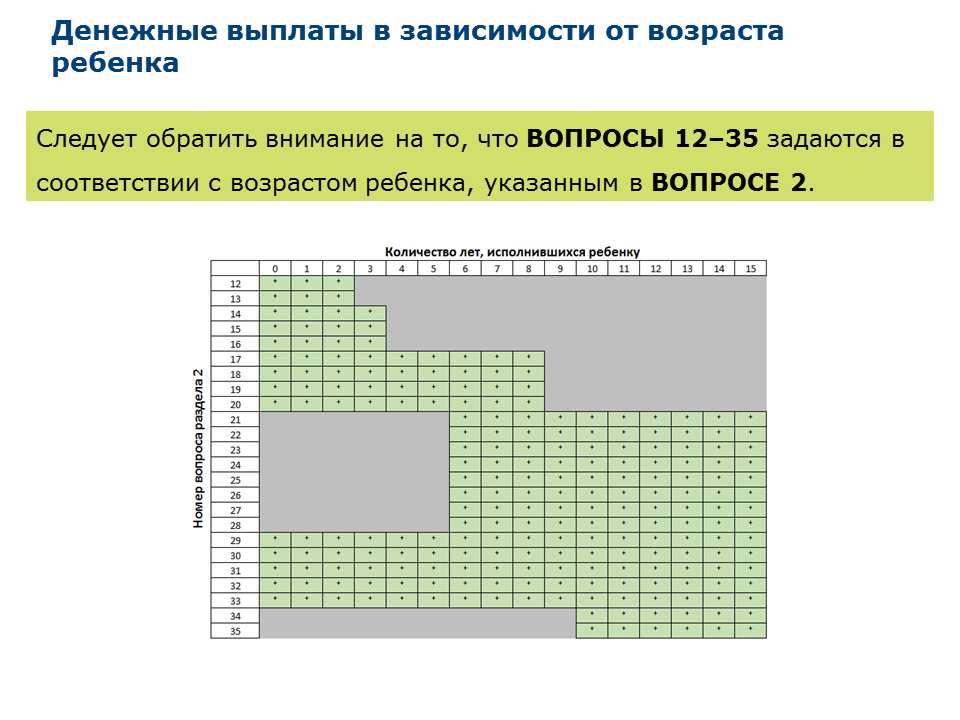 Денежные выплаты в зависимости от возраста
ребенка
Следует обратить внимание на то, что ВОПРОСЫ 12–35 задаются в
соответствии с возрастом ребенка, указанным в ВОПРОСЕ 2.
Количество лет, исполнившихся ребенку
0 1 2 3 4 5 6 7 8 9 10 11 12 13 14 15
Номер вопроса раздела 2
12 + + +
13 + + +
14 + + + +
15 + + + +
16 + + + +
17 + + + + + + + + +
18 + + + + + + + + +
19 + + + + + + + + +
20 + + + + + + + + +
21 + + + + + + + + + +
22 + + + + + + + + + +
23 + + + + + + + + + +
24 + + + + + + + + + +
25 + + + + + + + + + +
26 + + + + + + + + + +
27 + + + + + + + + + +
28 + + + + + + + + + +
29 + + + + + + + + + + + + + + + +
30 + + + + + + + + + + + + + + + +
31 + + + + + + + + + + + + + + + +
32 + + + + + + + + + + + + + + + +
33 + + + + + + + + + + + + + + + +
34 + + + + + +
35 + + + + + +